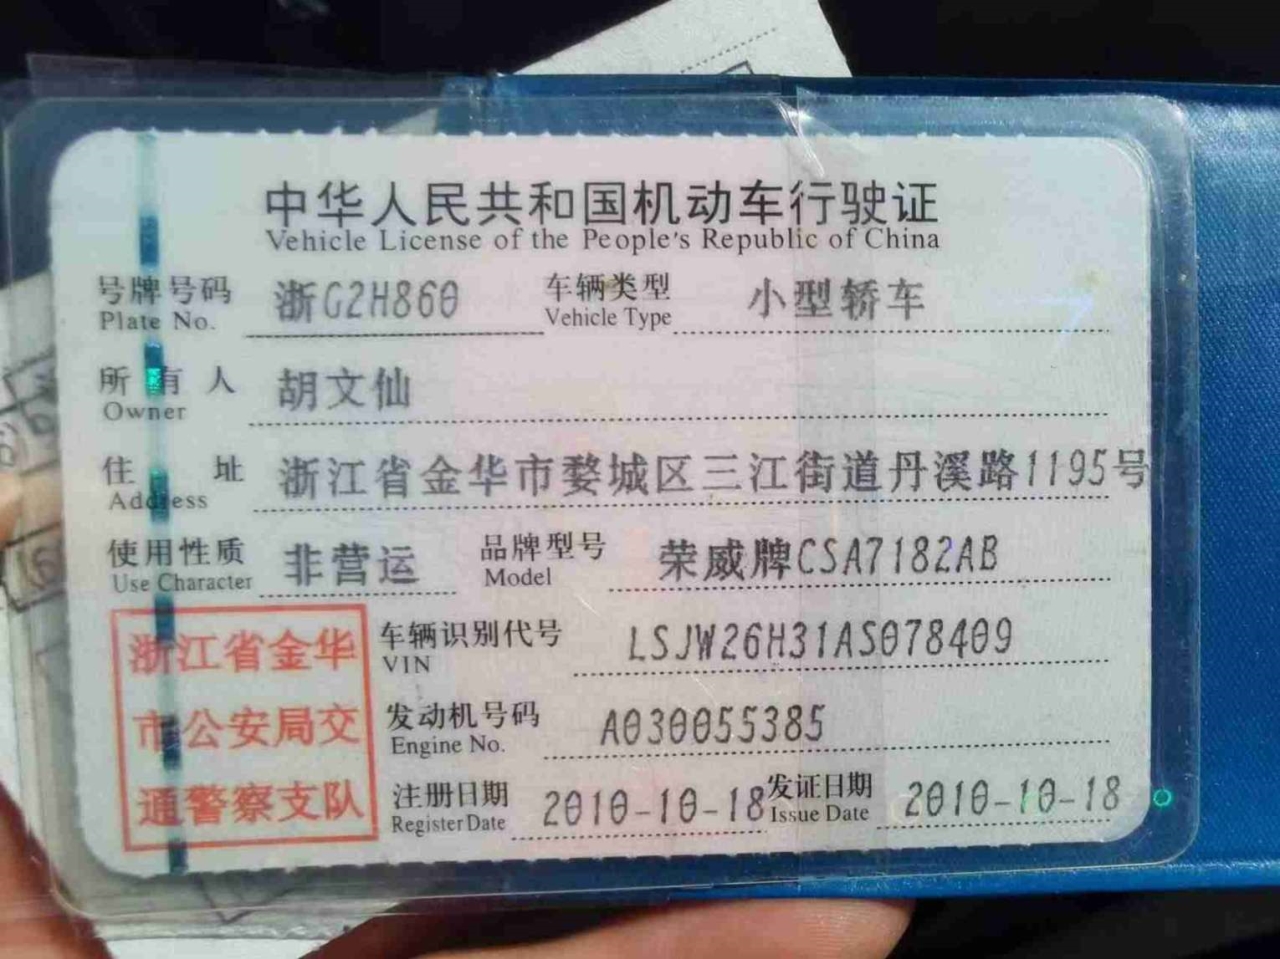 中华人民共和国机动车行驶证
Vehicle License of the People's Republic of China
号牌号码 浙G2H860 车辆类型 小型轿车
Plate No. Vehicle Type
所有人 胡文仙
Owner
住址 浙江省金华市婺城区三江街道丹溪路1195号
Address
使用性质 非营运 品牌型号 荣威牌CSA7182AB
Use Character Model
浙江省金华
市公安局交
通警察支队
车辆识别代号 LSJW26H31AS078409
VIN
发动机号码 A030055385
Engine No.
注册日期 2010-10-18 发证日期 2010-10-18
Register Date Issue Date